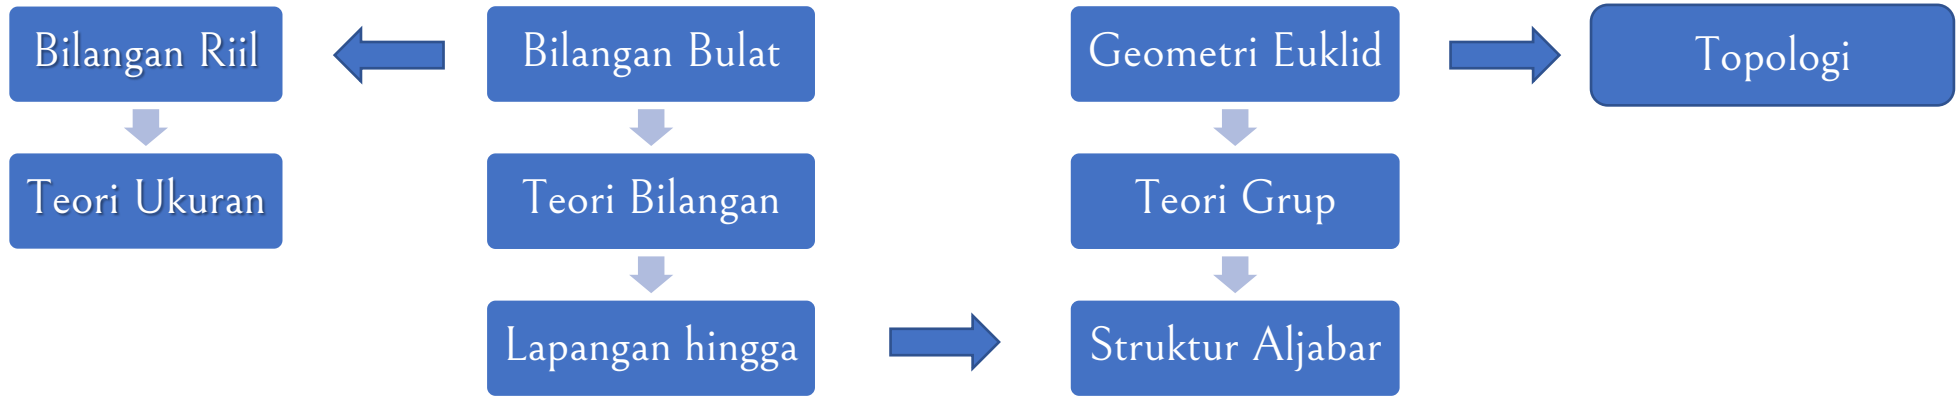 Bilangan Riil
Bilangan Bulat
Geometri Euklid
Topologi
Teori Ukuran
Teori Bilangan
Teori Grup
Lapangan hingga
Struktur Aljabar